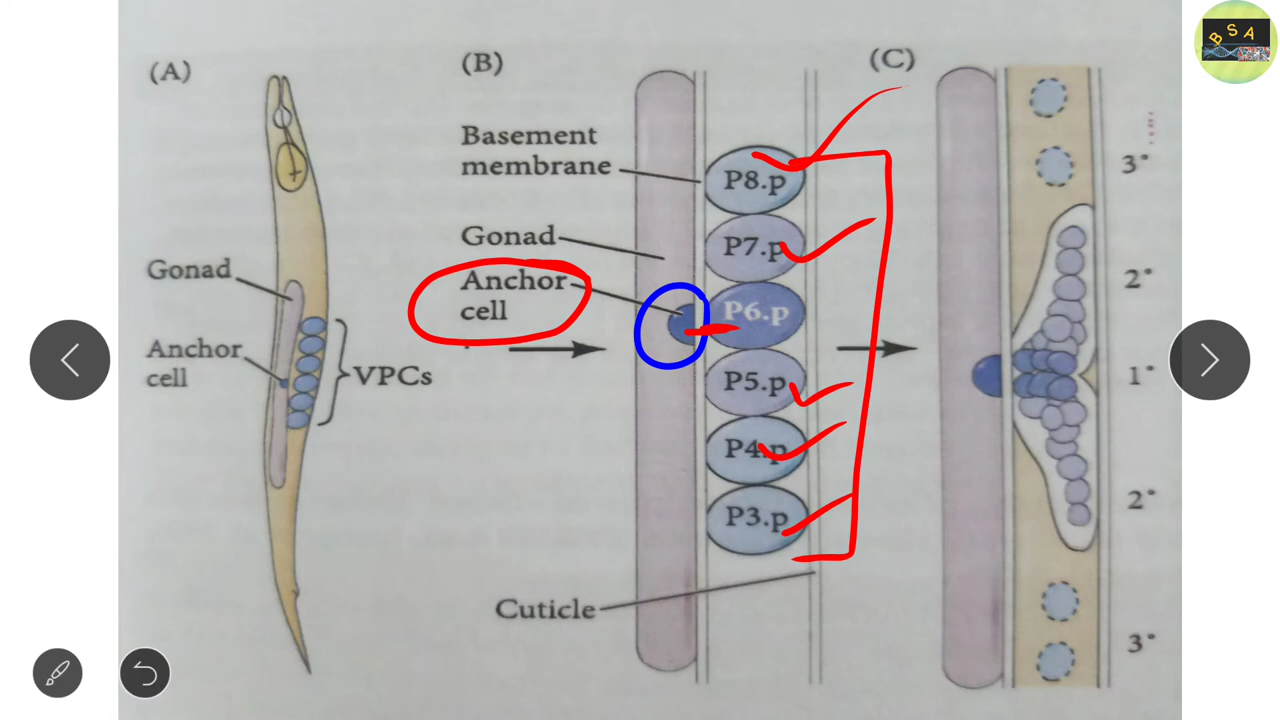 BSA
(A)
(B)
(C)
Basement
membrane
Gonad
Anchor
cell
Gonad
Anchor
cell
VPCs
P8.p
P7.p
P6.p
P5.p
P4.p
P3.p
Cuticle
3°
2°
1°
2°
3°